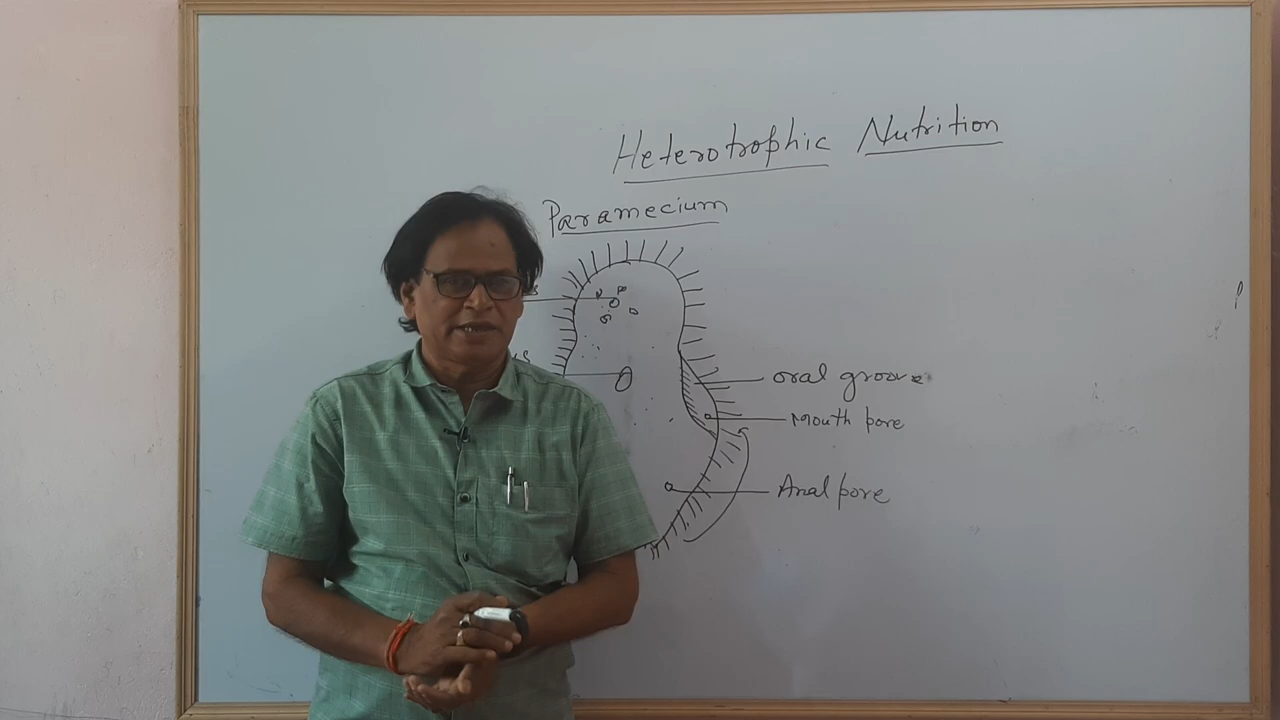 Heterotrophic Nutrition
Paramecium
oral groove
Mouth pore
Anal pore